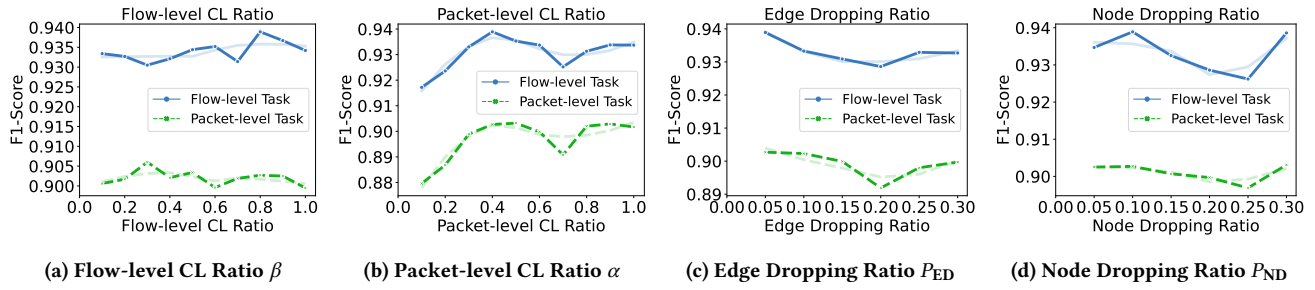 Flow-level CL Ratio
F1-Score
0.940
0.935
0.930
0.925
0.920
0.915
0.910
0.905
0.900
Flow-level Task
Packet-level Task
0.0 0.2 0.4 0.6 0.8 1.0
Flow-level CL Ratio
(a) Flow-level CL Ratio β
Packet-level CL Ratio
F1-Score
0.94
0.93
0.92
0.91
0.90
0.89
0.88
Flow-level Task
Packet-level Task
0.0 0.2 0.4 0.6 0.8 1.0
Packet-level CL Ratio
(b) Packet-level CL Ratio α
Edge Dropping Ratio
F1-Score
0.94
0.93
0.92
0.91
0.90
0.89
Flow-level Task
Packet-level Task
0.00 0.05 0.10 0.15 0.20 0.25 0.30
Edge Dropping Ratio
(c) Edge Dropping Ratio P_ED
Node Dropping Ratio
F1-Score
0.94
0.93
0.92
0.91
0.90
Flow-level Task
Packet-level Task
0.00 0.05 0.10 0.15 0.20 0.25 0.30
Node Dropping Ratio
(d) Node Dropping Ratio P_ND